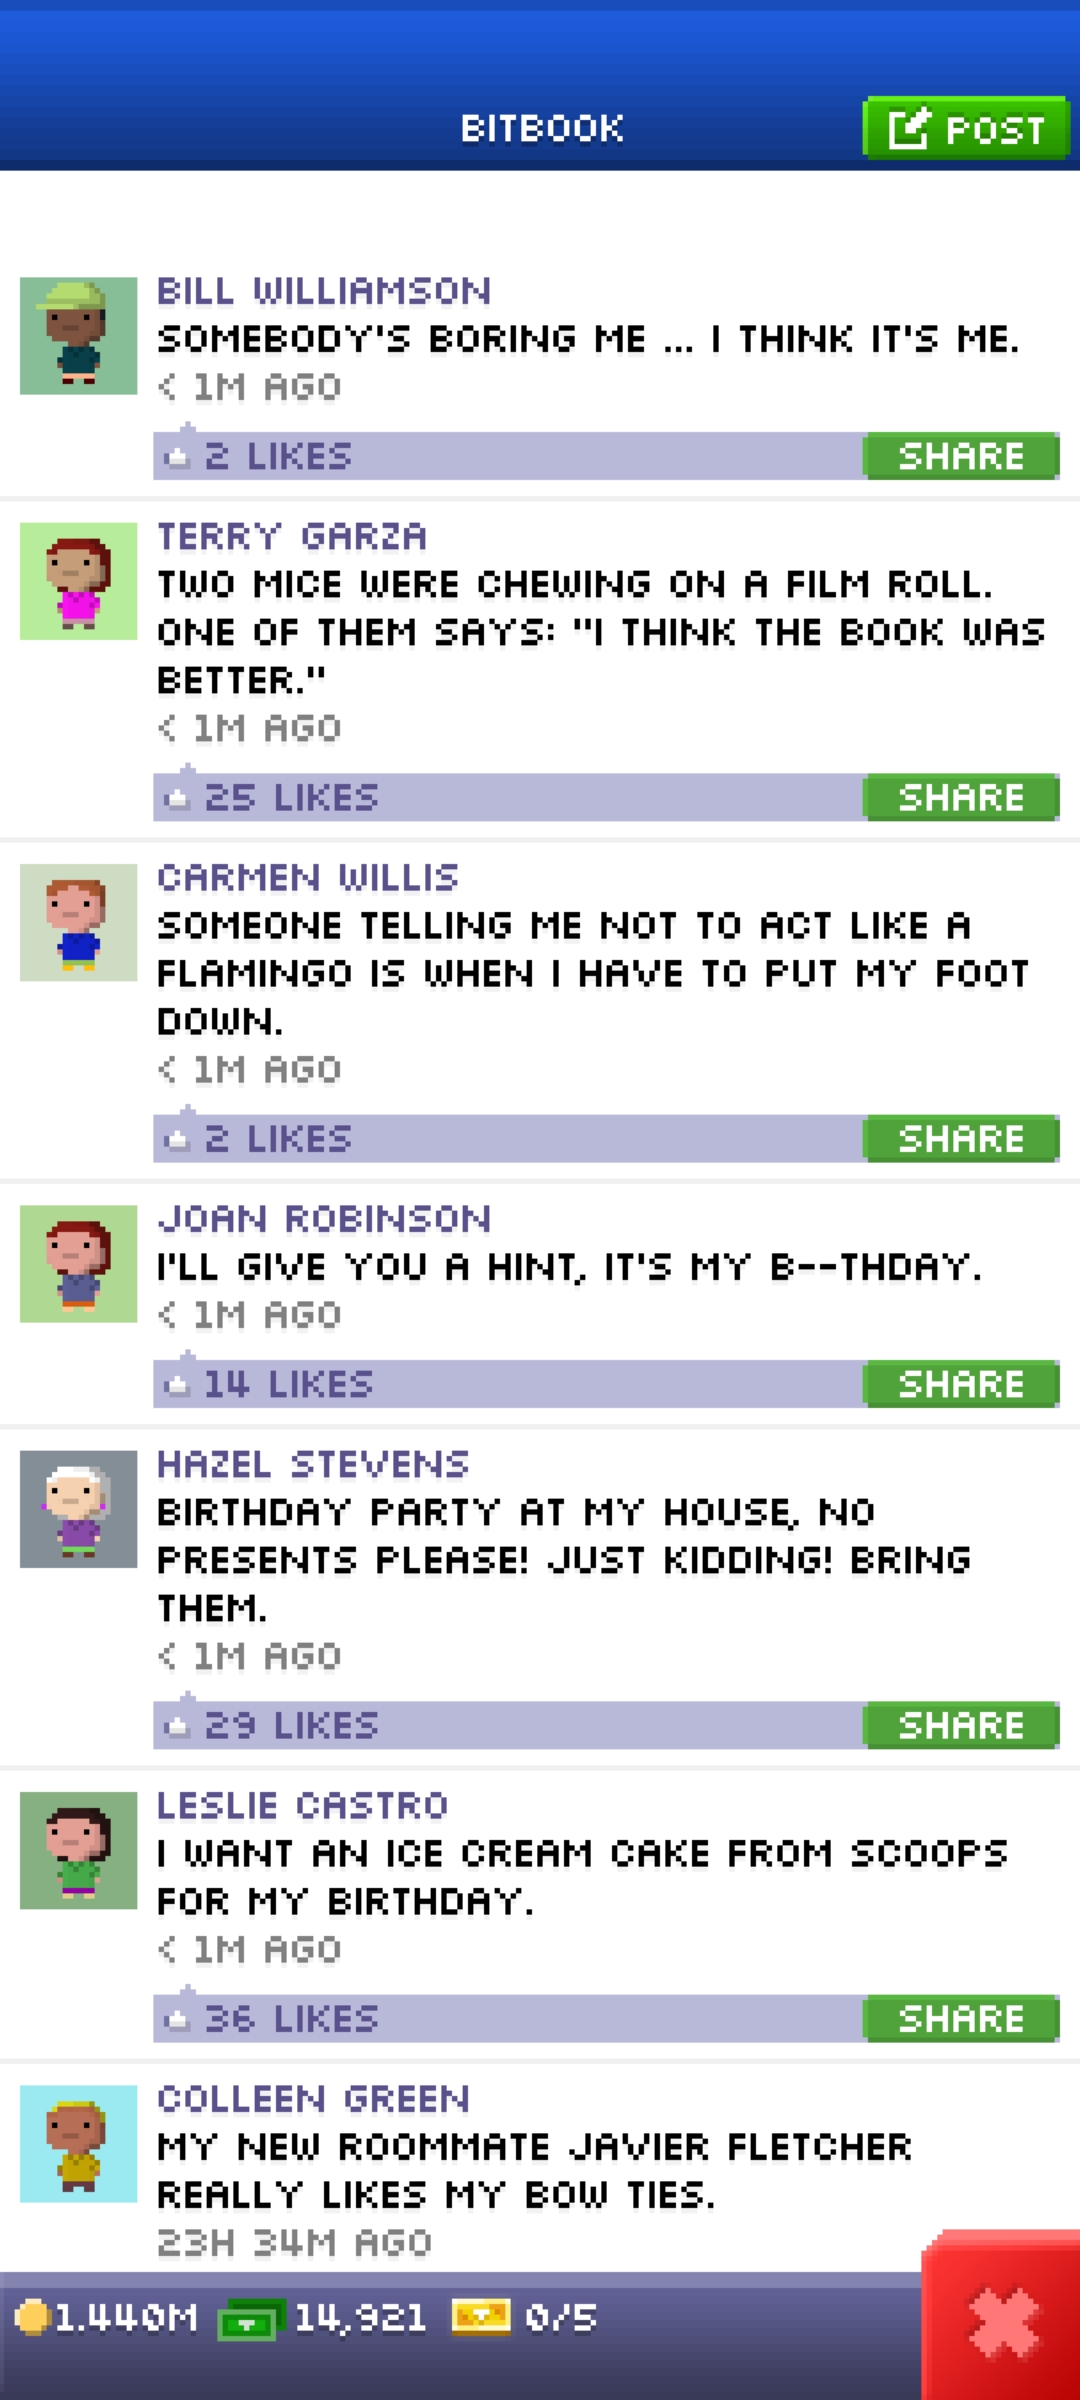 BITBOOK
POST
BILL WILLIAMSON
SOMEBODY'S BORING ME ... I THINK IT'S ME.
< 1M AGO
2 LIKES
SHARE
TERRY GARZA
TWO MICE WERE CHEWING ON A FILM ROLL.
ONE OF THEM SAYS: "I THINK THE BOOK WAS
BETTER."
< 1M AGO
25 LIKES
SHARE
CARMEN WILLIS
SOMEONE TELLING ME NOT TO ACT LIKE A
FLAMINGO IS WHEN I HAVE TO PUT MY FOOT
DOWN.
< 1M AGO
2 LIKES
SHARE
JOAN ROBINSON
I'LL GIVE YOU A HINT, IT'S MY B--THDAY.
< 1M AGO
14 LIKES
SHARE
HAZEL STEVENS
BIRTHDAY PARTY AT MY HOUSE, NO
PRESENTS PLEASE! JUST KIDDING! BRING
THEM.
< 1M AGO
29 LIKES
SHARE
LESLIE CASTRO
I WANT AN ICE CREAM CAKE FROM SCOOPS
FOR MY BIRTHDAY.
< 1M AGO
36 LIKES
SHARE
COLLEEN GREEN
MY NEW ROOMMATE JAVIER FLETCHER
REALLY LIKES MY BOW TIES.
23H 34M AGO
1.440M 14,921 0/5